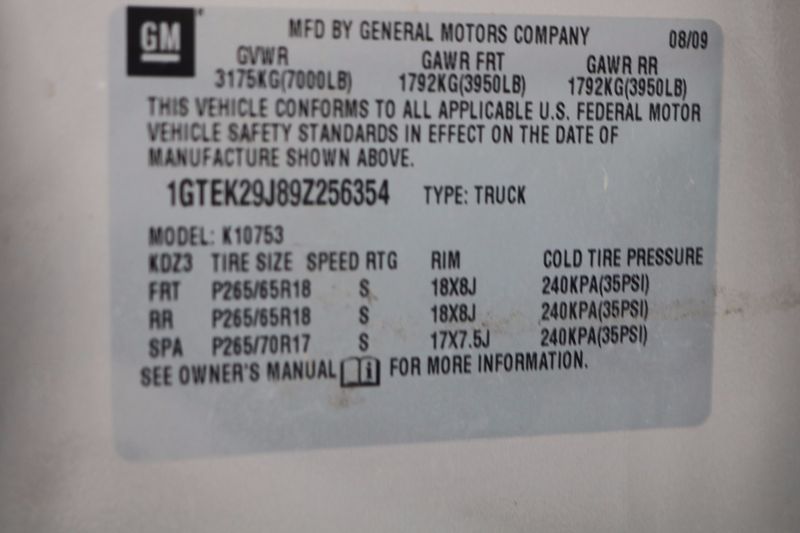 GM MFD BY GENERAL MOTORS COMPANY 08/09
GVWR GAWR FRT GAWR RR
3175KG(7000LB) 1792KG(3950LB) 1792KG(3950LB)
THIS VEHICLE CONFORMS TO ALL APPLICABLE U.S. FEDERAL MOTOR
VEHICLE SAFETY STANDARDS IN EFFECT ON THE DATE OF
MANUFACTURE SHOWN ABOVE.
1GTEK29J89Z256354 TYPE: TRUCK
MODEL: K10753
KDZ3 TIRE SIZE SPEED RTG RIM COLD TIRE PRESSURE
FRT P265/65R18 S 18X8J 240KPA(35PSI)
RR P265/65R18 S 18X8J 240KPA(35PSI)
SPA P265/70R17 S 17X7.5J 240KPA(35PSI)
SEE OWNER'S MANUAL i FOR MORE INFORMATION.